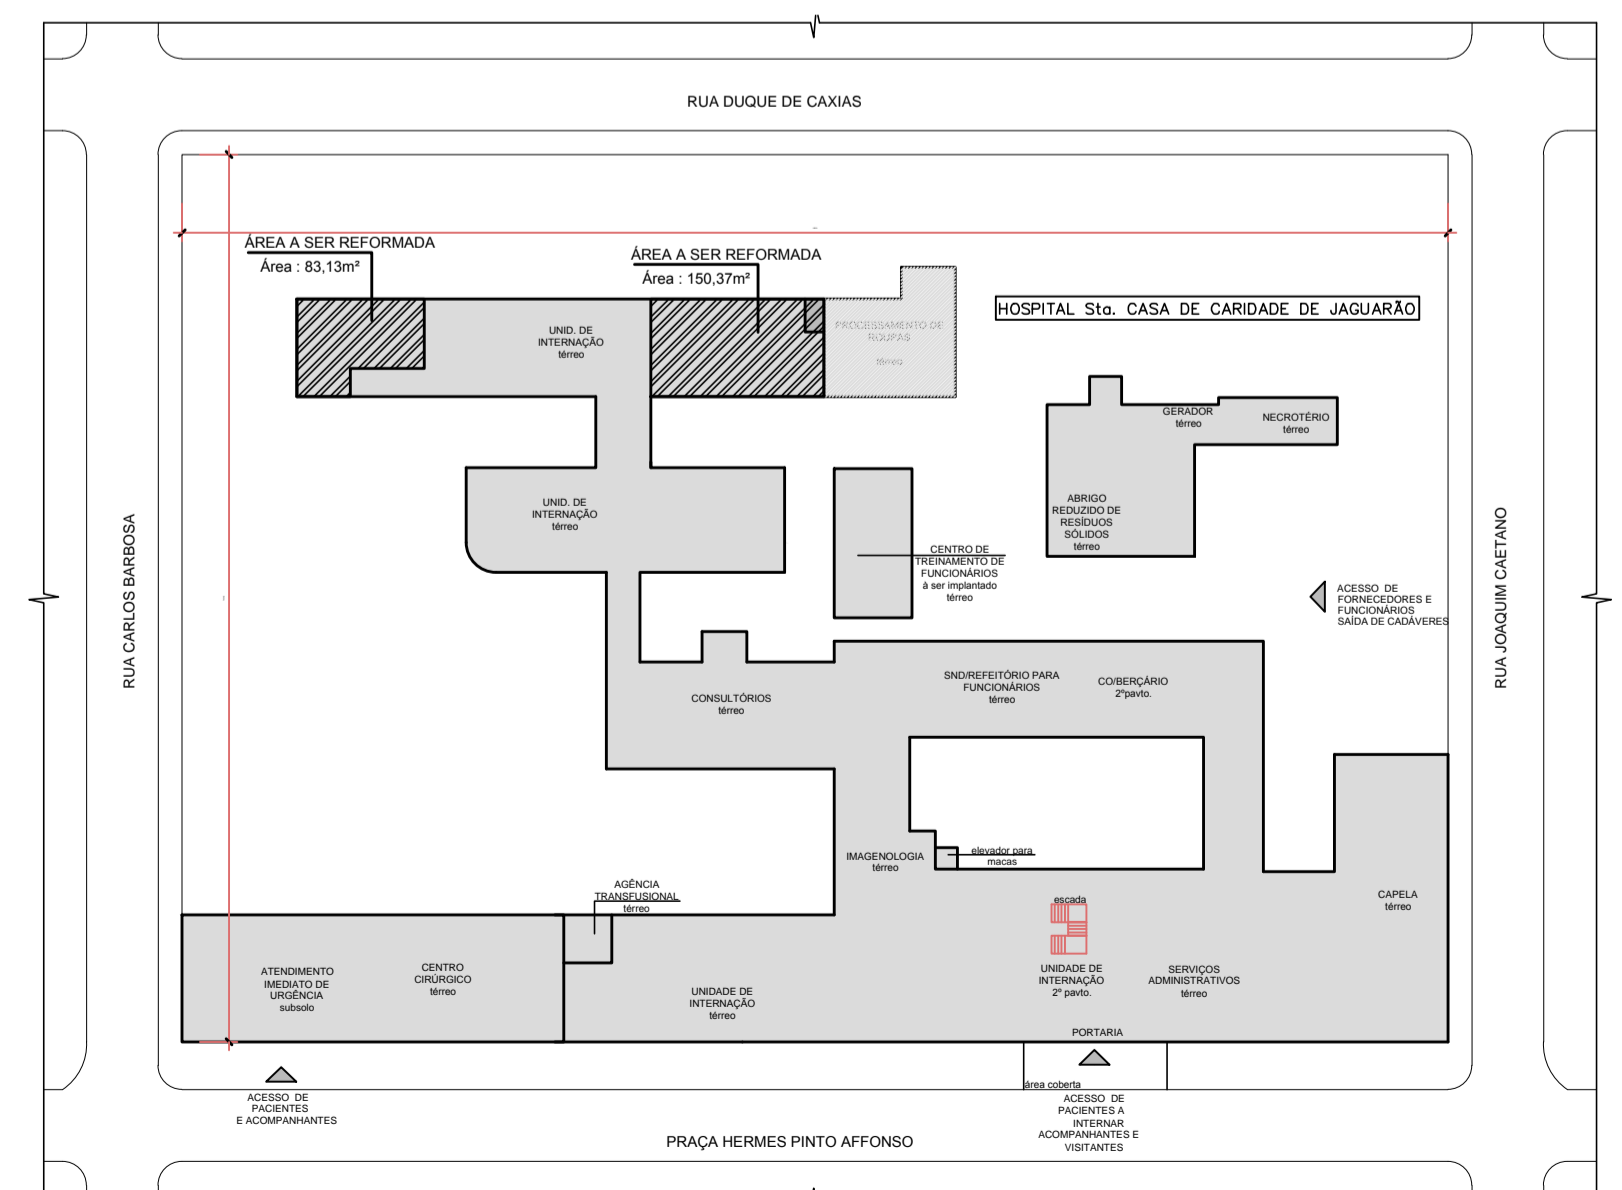 RUA DUQUE DE CAXIAS
ÁREA A SER REFORMADA
Área : 83,13m²
ÁREA A SER REFORMADA
Área : 150,37m²
HOSPITAL Sta. CASA DE CARIDADE DE JAGUARÃO
PROCESSAMENTO DE
ROUPAS
térreo
UNID. DE
INTERNAÇÃO
térreo
GERADOR
térreo
NECROTÉRIO
térreo
UNID. DE
INTERNAÇÃO
térreo
ABRIGO
REDUZIDO DE
RESÍDUOS
SÓLIDOS
térreo
CENTRO DE
TREINAMENTO DE
FUNCIONÁRIOS
à ser implantado
térreo
RUA CARLOS BARBOSA
RUA JOAQUIM CAETANO
ACESSO DE
FORNECEDORES E
FUNCIONÁRIOS
SAÍDA DE CADÁVERES
CONSULTÓRIOS
térreo
SND/REFEITÓRIO PARA
FUNCIONÁRIOS
térreo
CO/BERÇÁRIO
2ºpavto.
IMAGENOLOGIA
térreo
elevador para
macas
AGÊNCIA
TRANSFUSIONAL
térreo
escada
CAPELA
térreo
ATENDIMENTO
IMEDIATO DE
URGÊNCIA
subsolo
CENTRO
CIRÚRGICO
térreo
UNIDADE DE
INTERNAÇÃO
térreo
UNIDADE DE
INTERNAÇÃO
2º pavto.
SERVIÇOS
ADMINISTRATIVOS
térreo
PORTARIA
área coberta
ACESSO DE
PACIENTES
E ACOMPANHANTES
ACESSO DE
PACIENTES A
INTERNAR
ACOMPANHANTES E
VISITANTES
PRAÇA HERMES PINTO AFFONSO